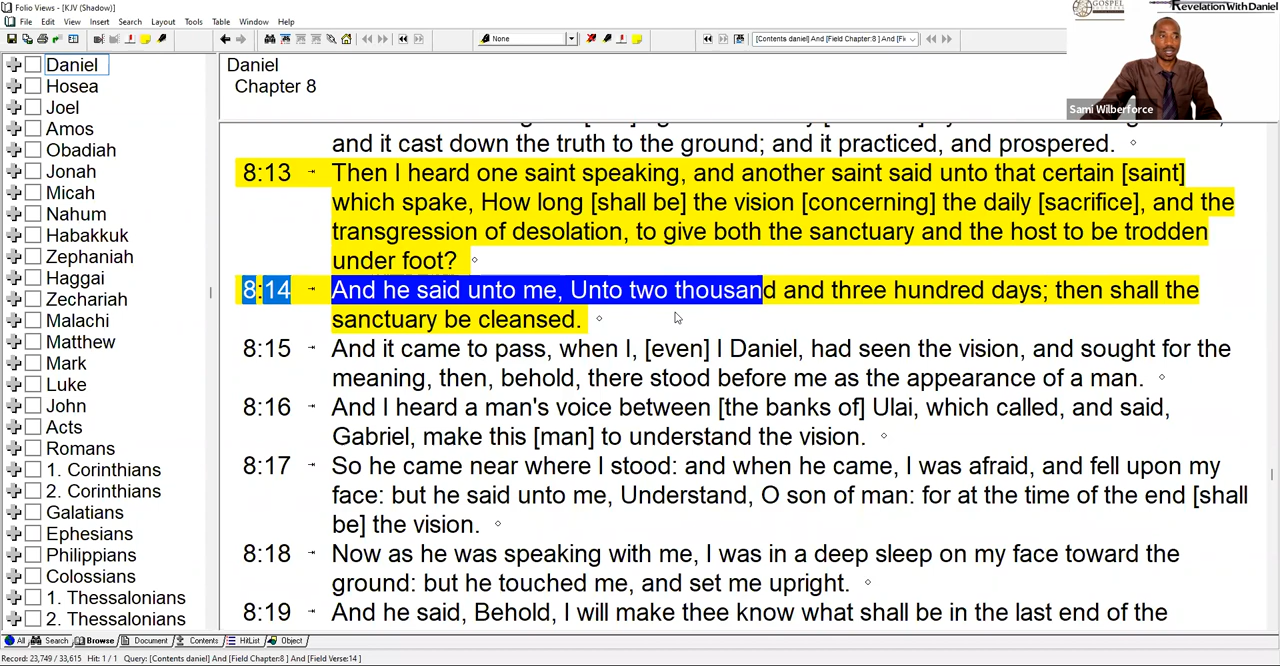 Folio Views - [KJV (Shadow)]
File Edit View Insert Search Layout Tools Table Window Help
None
[Contents daniel] And [Field Chapter:8 ] And [Fi
GOSPEL
Revelation With Daniel
Sami Wilberforce
Daniel
Hosea
Joel
Amos
Obadiah
Jonah
Micah
Nahum
Habakkuk
Zephaniah
Haggai
Zechariah
Malachi
Matthew
Mark
Luke
John
Acts
Romans
1. Corinthians
2. Corinthians
Galatians
Ephesians
Philippians
Colossians
1. Thessalonians
2. Thessalonians
Daniel
Chapter 8
and it cast down the truth to the ground; and it practiced, and prospered.
8:13 Then I heard one saint speaking, and another saint said unto that certain [saint]
which spake, How long [shall be] the vision [concerning] the daily [sacrifice], and the
transgression of desolation, to give both the sanctuary and the host to be trodden
under foot?
8:14 And he said unto me, Unto two thousand and three hundred days; then shall the
sanctuary be cleansed.
8:15 And it came to pass, when I, [even] I Daniel, had seen the vision, and sought for the
meaning, then, behold, there stood before me as the appearance of a man.
8:16 And I heard a man's voice between [the banks of] Ulai, which called, and said,
Gabriel, make this [man] to understand the vision.
8:17 So he came near where I stood: and when he came, I was afraid, and fell upon my
face: but he said unto me, Understand, O son of man: for at the time of the end [shall
be] the vision.
8:18 Now as he was speaking with me, I was in a deep sleep on my face toward the
ground: but he touched me, and set me upright.
8:19 And he said, Behold, I will make thee know what shall be in the last end of the
All Search Browse Document Contents HitList Object
Record: 23,749 / 33,615 Hit: 1 / 1 Query: [Contents daniel] And [Field Chapter:8 ] And [Field Verse:14 ]